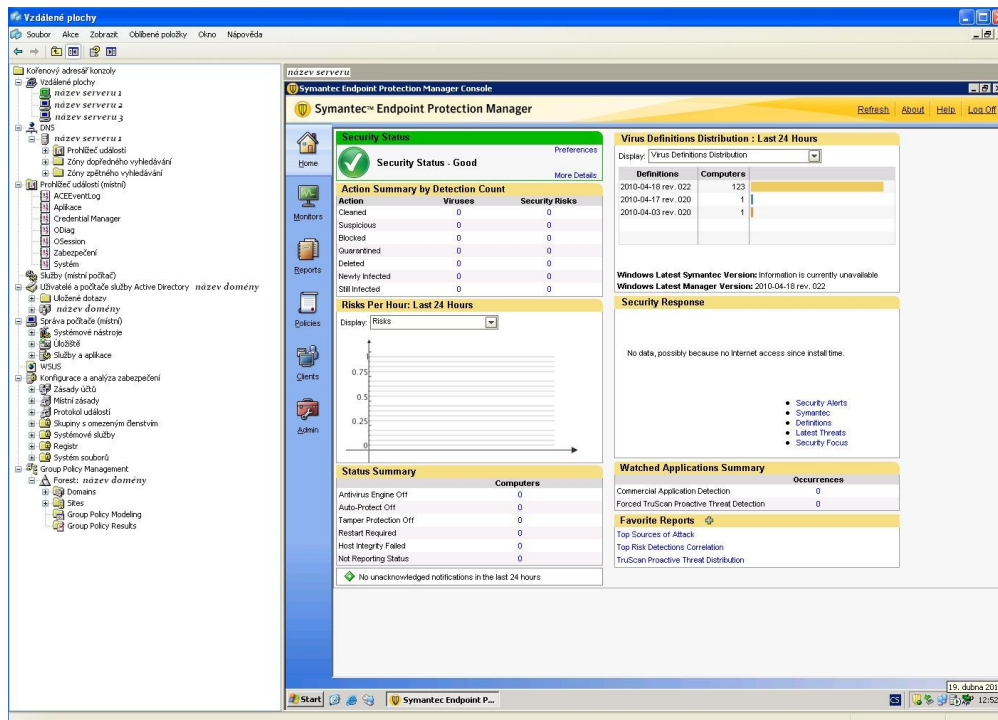 Vzdálené plochy
Soubor Akce Zobrazit Oblíbené položky Okno Nápověda
Kořenový adresář konzoly
Vzdálené plochy
název serveru 1
název serveru 2
název serveru 3
DNS
název serveru 1
Prohlížeč událostí
Zóny dopředného vyhledávání
Zóny zpětného vyhledávání
Prohlížeč událostí (místní)
ACEEventLog
Aplikace
Credential Manager
ODiag
OSession
Zabezpečení
Systém
Služby (místní počítač)
Uživatelé a počítače služby Active Directory název domény
Uložené dotazy
název domény
Správa počítače (místní)
Systémové nástroje
Úložiště
Služby a aplikace
WSUS
Konfigurace a analýza zabezpečení
Zásady účtů
Místní zásady
Protokol událostí
Skupiny s omezeným členstvím
Systémové služby
Registr
Systém souborů
Group Policy Management
Forest: název domény
Domains
Sites
Group Policy Modeling
Group Policy Results
název serveru
Symantec Endpoint Protection Manager Console
Symantec™ Endpoint Protection Manager
Refresh About Help Log Off
Home
Monitors
Reports
Policies
Clients
Admin
Security Status
Preferences
Security Status - Good
More Details
Action Summary by Detection Count
Action Viruses Security Risks
Cleaned 0 0
Suspicious 0 0
Blocked 0 0
Quarantined 0 0
Deleted 0 0
Newly Infected 0 0
Still Infected 0 0
Risks Per Hour: Last 24 Hours
Display: Risks
1
0.75
0.5
0.25
0
Status Summary
Computers
Antivirus Engine Off 0
Auto-Protect Off 0
Tamper Protection Off 0
Restart Required 0
Host Integrity Failed 0
Not Reporting Status 0
No unacknowledged notifications in the last 24 hours
Virus Definitions Distribution : Last 24 Hours
Display: Virus Definitions Distribution
Definitions Computers
2010-04-18 rev. 022 123
2010-04-17 rev. 020 1
2010-04-03 rev. 020 1
Windows Latest Symantec Version: Information is currently unavailable
Windows Latest Manager Version: 2010-04-18 rev. 022
Security Response
No data, possibly because no Internet access since install time.
Security Alerts
Symantec
Definitions
Latest Threats
Security Focus
Watched Applications Summary
Occurrences
Commercial Application Detection 0
Forced TruScan Proactive Threat Detection 0
Favorite Reports
Top Sources of Attack
Top Risk Detections Correlation
TruScan Proactive Threat Distribution
Start
Symantec Endpoint P...
CS
19. dubna 201
12:52